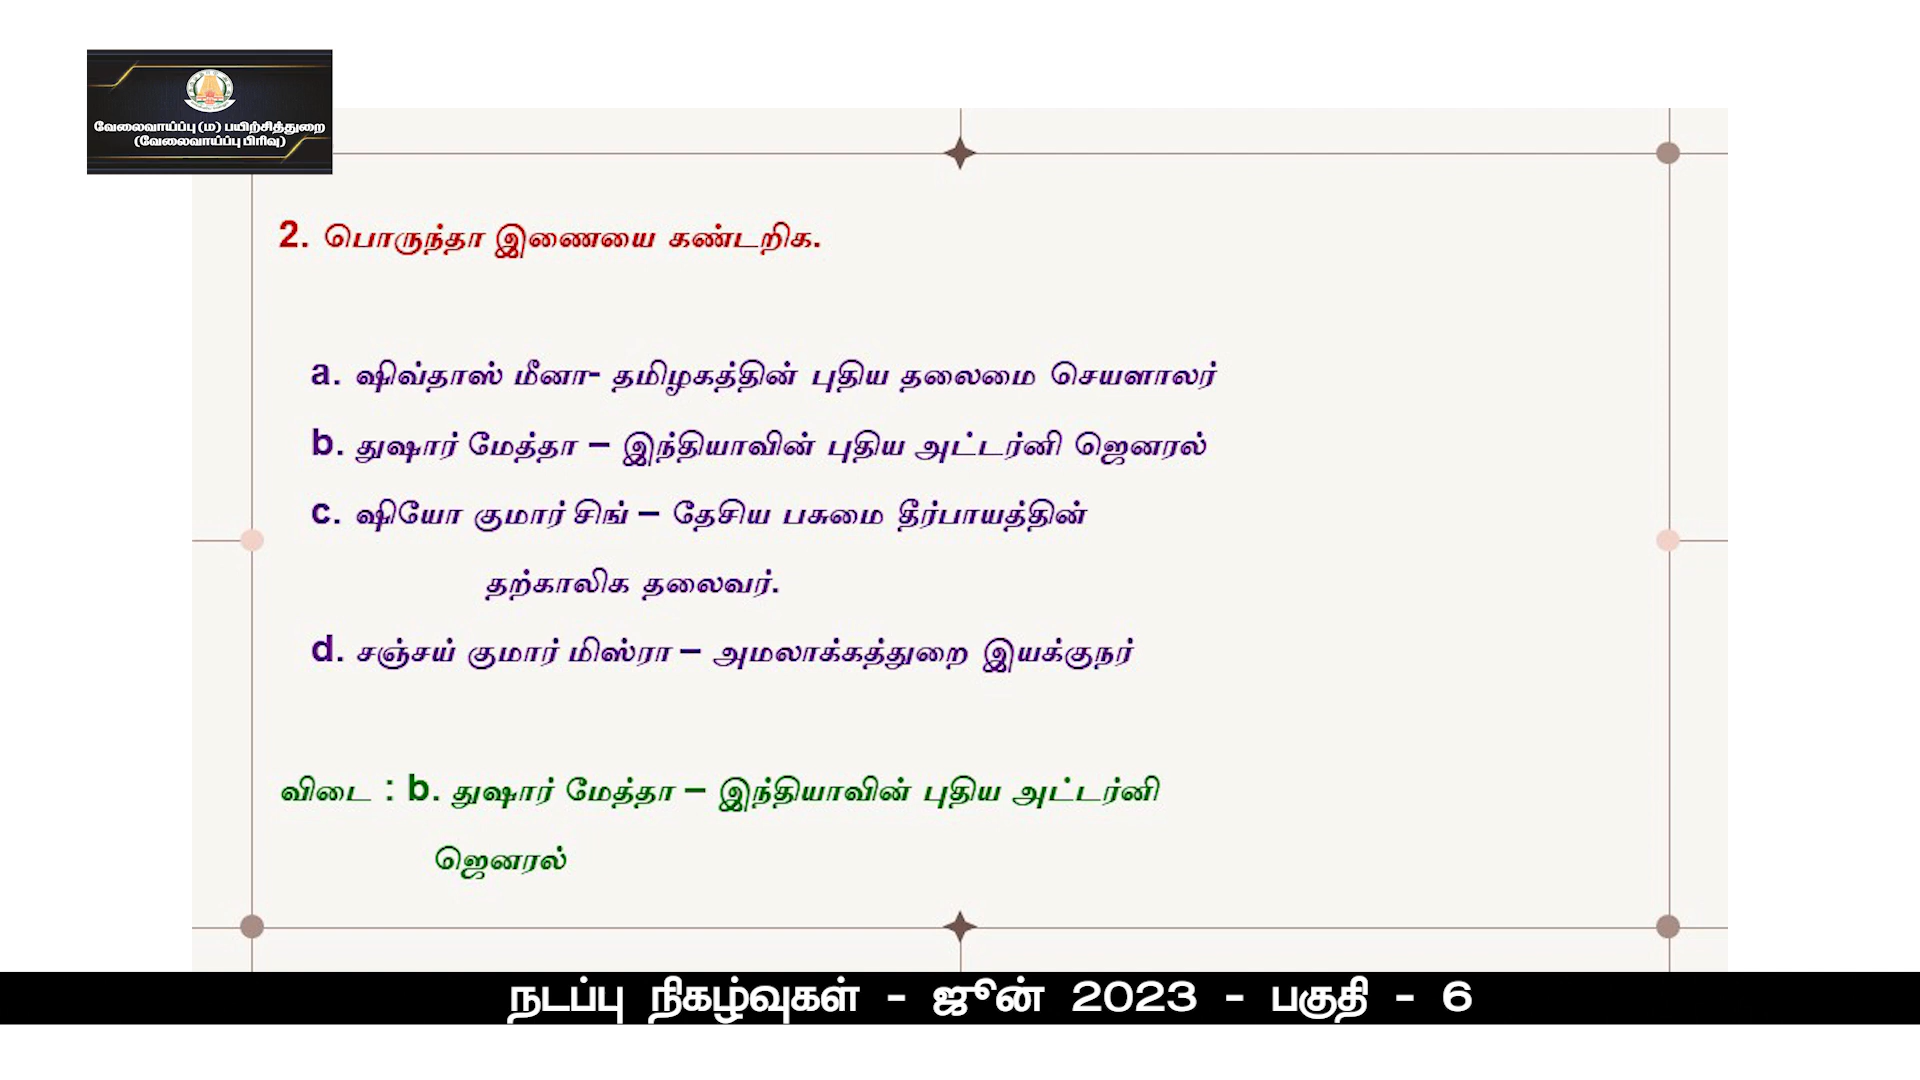 வேலைவாய்ப்பு (ம) பயிற்சித்துறை
(வேலைவாய்ப்பு பிரிவு)
2. பொருந்தா இணையை கண்டறிக.
a. ஷிவ்தாஸ் மீனா- தமிழகத்தின் புதிய தலைமை செயளாலர்
b. துஷார் மேத்தா – இந்தியாவின் புதிய அட்டர்னி ஜெனரல்
c. ஷியோ குமார் சிங் – தேசிய பசுமை தீர்பாயத்தின்
தற்காலிக தலைவர்.
d. சஞ்சய் குமார் மிஸ்ரா – அமலாக்கத்துறை இயக்குநர்
விடை : b. துஷார் மேத்தா – இந்தியாவின் புதிய அட்டர்னி
ஜெனரல்
நடப்பு நிகழ்வுகள் - ஜூன் 2023 - பகுதி - 6